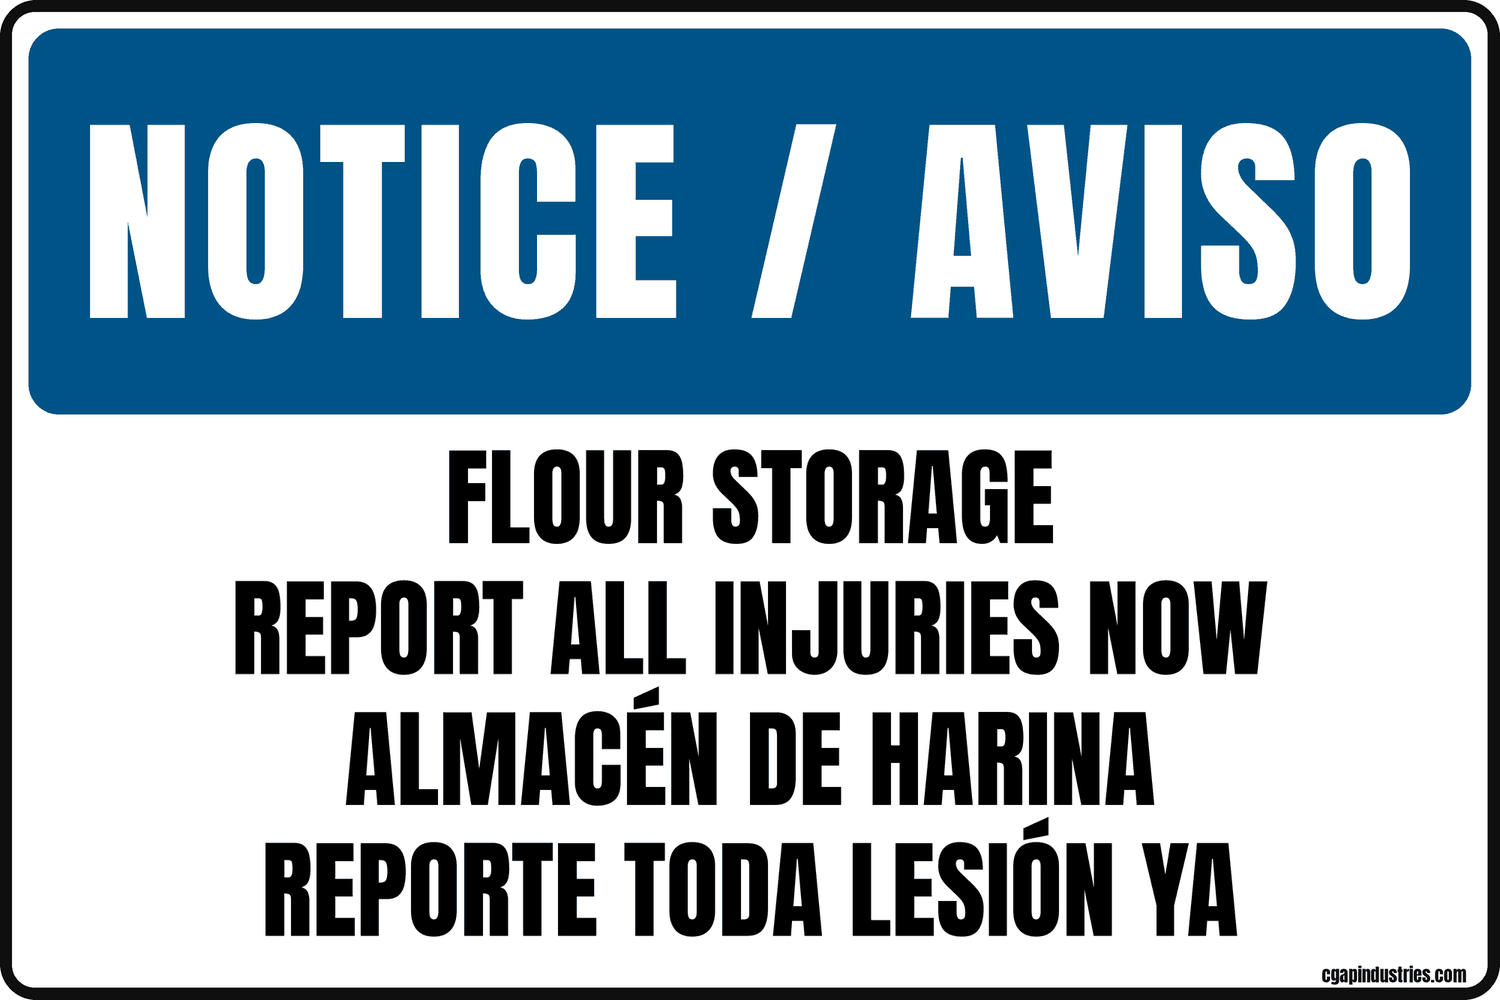 NOTICE / AVISO
FLOUR STORAGE
REPORT ALL INJURIES NOW
ALMACÉN DE HARINA
REPORTE TODA LESIÓN YA
cgapindustries.com